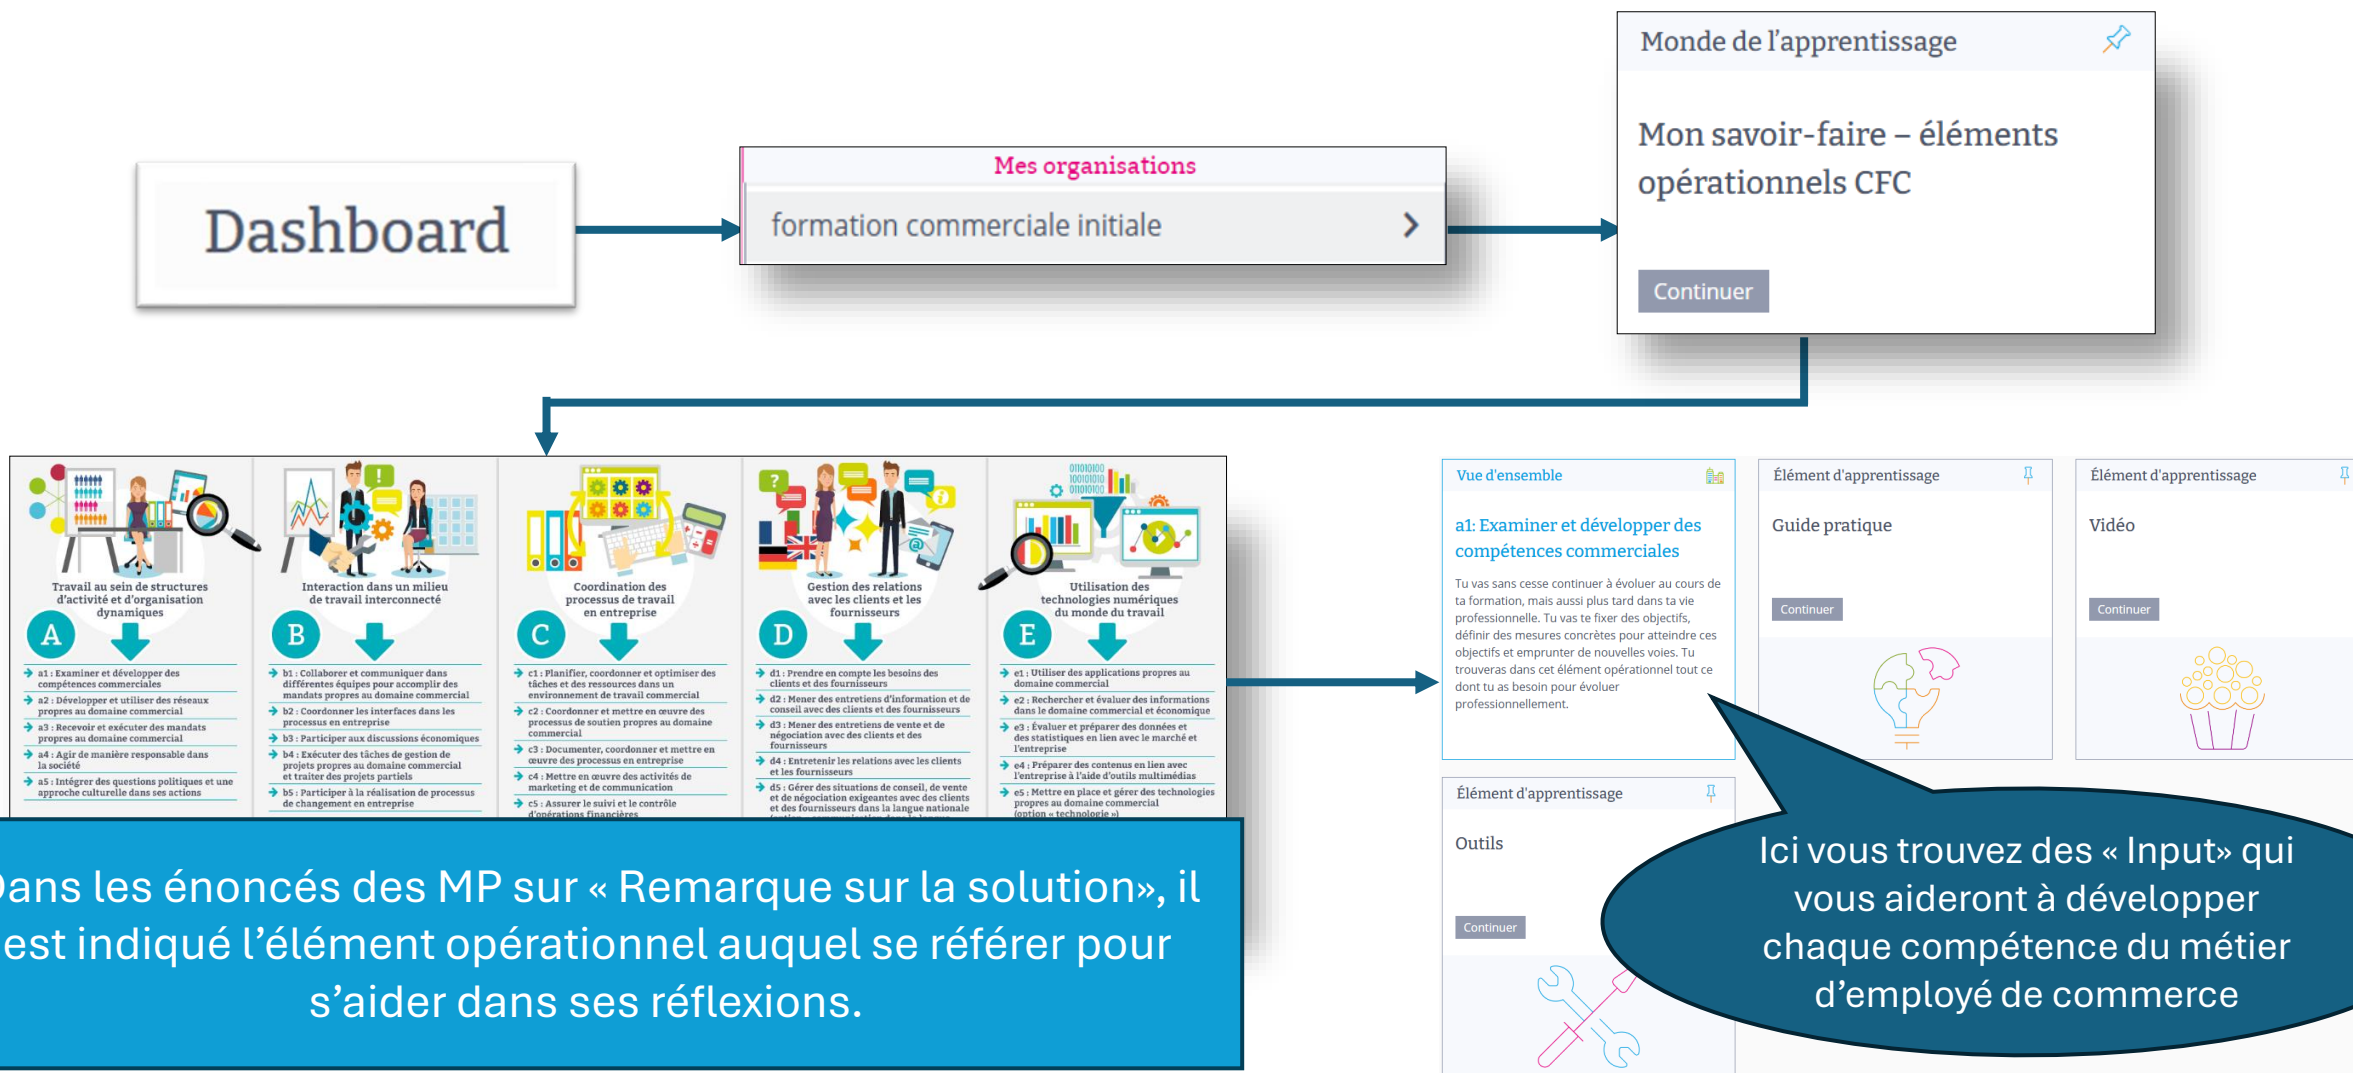 Dashboard
Mes organisations
formation commerciale initiale
Monde de l'apprentissage
Mon savoir-faire – éléments
opérationnels CFC
Continuer
Travail au sein de structures
d'activité et d'organisation
dynamiques
A
a1 : Examiner et développer des
compétences commerciales
a2 : Développer et utiliser des réseaux
propres au domaine commercial
a3 : Recevoir et exécuter des mandats
propres au domaine commercial
a4 : Agir de manière responsable dans
la société
a5 : Intégrer des questions politiques et une
approche culturelle dans ses actions
Interaction dans un milieu
de travail interconnecté
B
b1 : Collaborer et communiquer dans
différentes équipes pour accomplir des
mandats propres au domaine commercial
b2 : Coordonner les interfaces dans les
processus en entreprise
b3 : Participer aux discussions économiques
b4 : Exécuter des tâches de gestion de
projets propres au domaine commercial
et traiter des projets partiels
b5 : Participer à la réalisation de processus
de changement en entreprise
Coordination des
processus de travail
en entreprise
C
c1 : Planifier, coordonner et optimiser des
tâches et des ressources dans un
environnement de travail commercial
c2 : Coordonner et mettre en œuvre des
processus de soutien propres au domaine
commercial
c3 : Documenter, coordonner et mettre en
œuvre des processus en entreprise
c4 : Mettre en œuvre des activités de
marketing et de communication
c5 : Assurer le suivi et le contrôle
d'opérations financières
Gestion des relations
avec les clients et les
fournisseurs
D
d1 : Prendre en compte les besoins des
clients et des fournisseurs
d2 : Mener des entretiens d'information et de
conseil avec des clients et des fournisseurs
d3 : Mener des entretiens de vente et de
négociation avec des clients et des
fournisseurs
d4 : Entretenir les relations avec les clients
et les fournisseurs
d5 : Gérer des situations de conseil, de vente
et de négociation exigeantes avec des clients
et des fournisseurs dans la langue nationale
(option « communication dans la langue
011010100
10010101
011010100
Utilisation des
technologies numériques
du monde du travail
E
e1 : Utiliser des applications propres au
domaine commercial
e2 : Rechercher et évaluer des informations
dans le domaine commercial et économique
e3 : Évaluer et préparer des données et
des statistiques en lien avec le marché et
l'entreprise
e4 : Préparer des contenus en lien avec
l'entreprise à l'aide d'outils multimédias
e5 : Mettre en place et gérer des technologies
propres au domaine commercial
(option « technologie »)
Vue d'ensemble
a1: Examiner et développer des
compétences commerciales
Tu vas sans cesse continuer à évoluer au cours de
ta formation, mais aussi plus tard dans ta vie
professionnelle. Tu vas te fixer des objectifs,
définir des mesures concrètes pour atteindre ces
objectifs et emprunter de nouvelles voies. Tu
trouveras dans cet élément opérationnel tout ce
dont tu as besoin pour évoluer
professionnellement.
Élément d'apprentissage
Guide pratique
Continuer
Élément d'apprentissage
Vidéo
Continuer
Élément d'apprentissage
Outils
Continuer
Dans les énoncés des MP sur « Remarque sur la solution», il
est indiqué l'élément opérationnel auquel se référer pour
s'aider dans ses réflexions.
Ici vous trouvez des « Input» qui
vous aideront à développer
chaque compétence du métier
d'employé de commerce